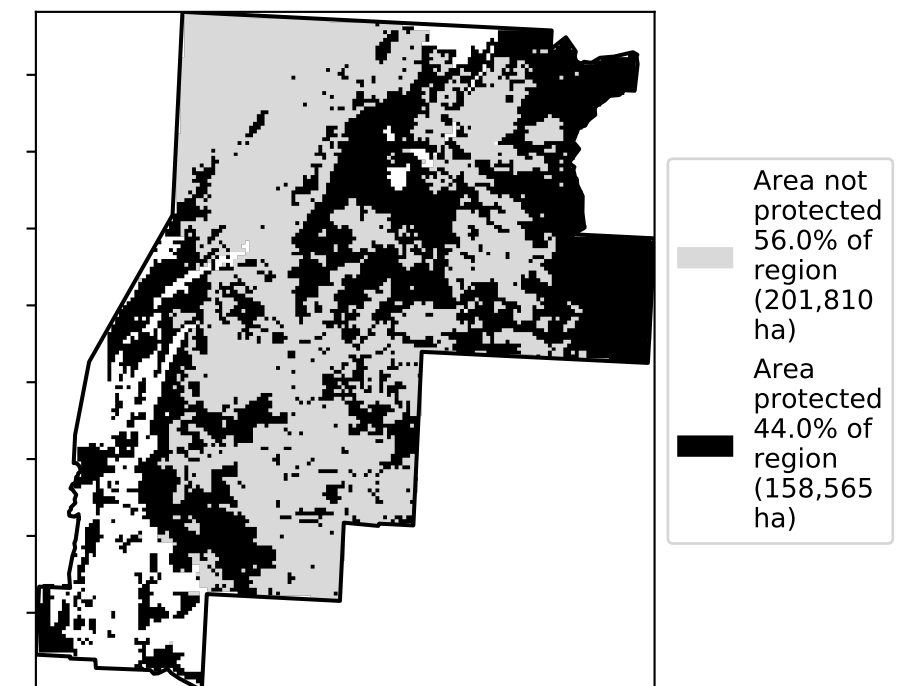 Area not
protected
56.0% of
region
(201,810
ha)
Area
protected
44.0% of
region
(158,565
ha)